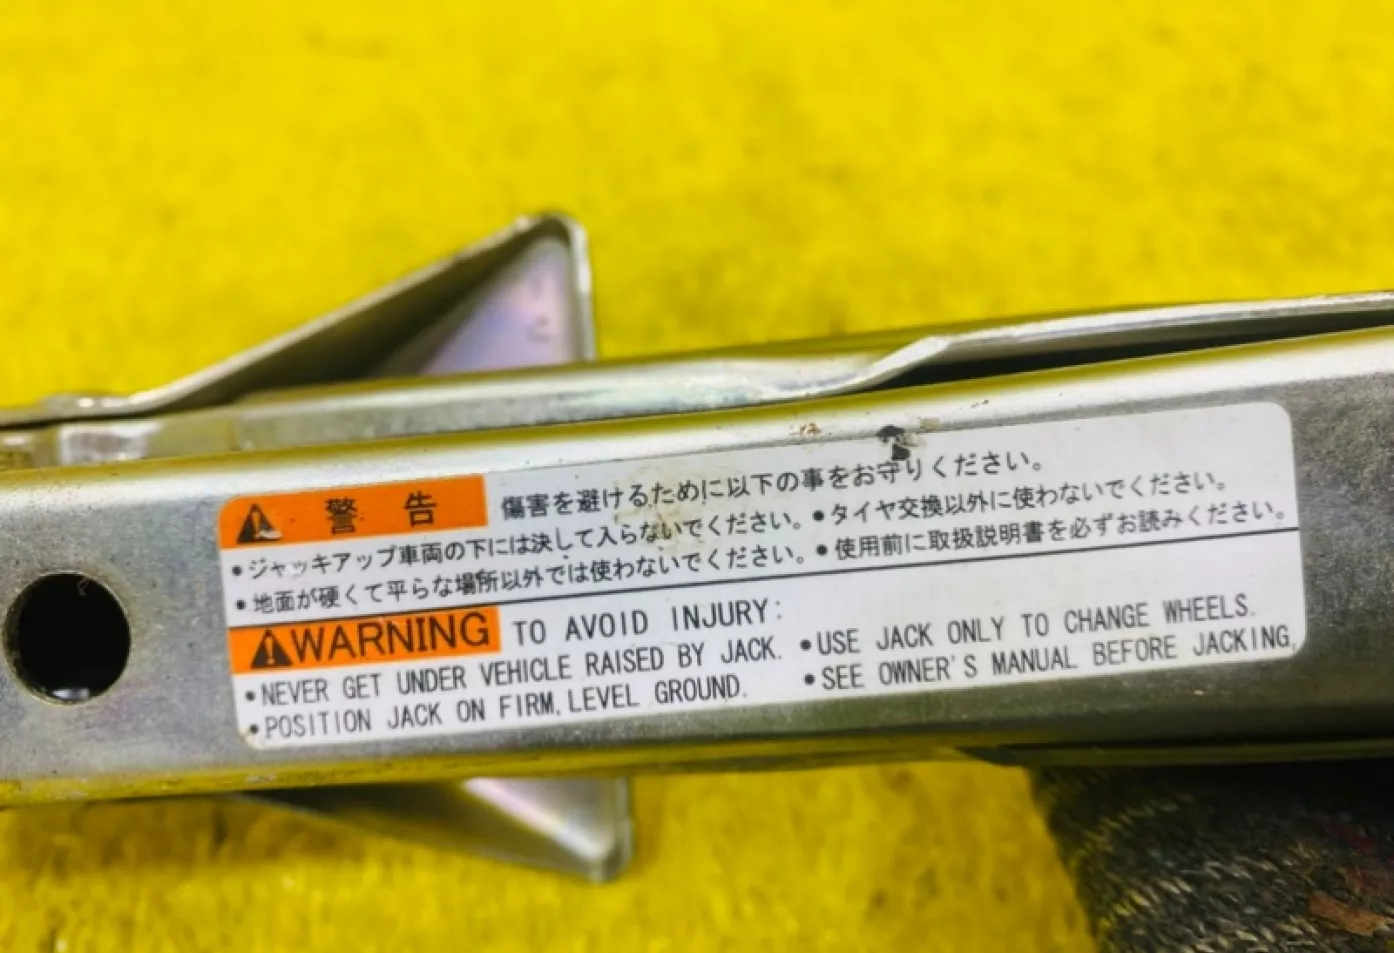 警 告 傷害を避けるために以下の事をお守りください。
•ジャッキアップ車両の下には決して入らないでください。•タイヤ交換以外に使わないでください。
•地面が硬くて平らな場所以外では使わないでください。•使用前に取扱説明書を必ずお読みください。
WARNING TO AVOID INJURY:
•NEVER GET UNDER VEHICLE RAISED BY JACK. •USE JACK ONLY TO CHANGE WHEELS.
•POSITION JACK ON FIRM, LEVEL GROUND. •SEE OWNER'S MANUAL BEFORE JACKING,